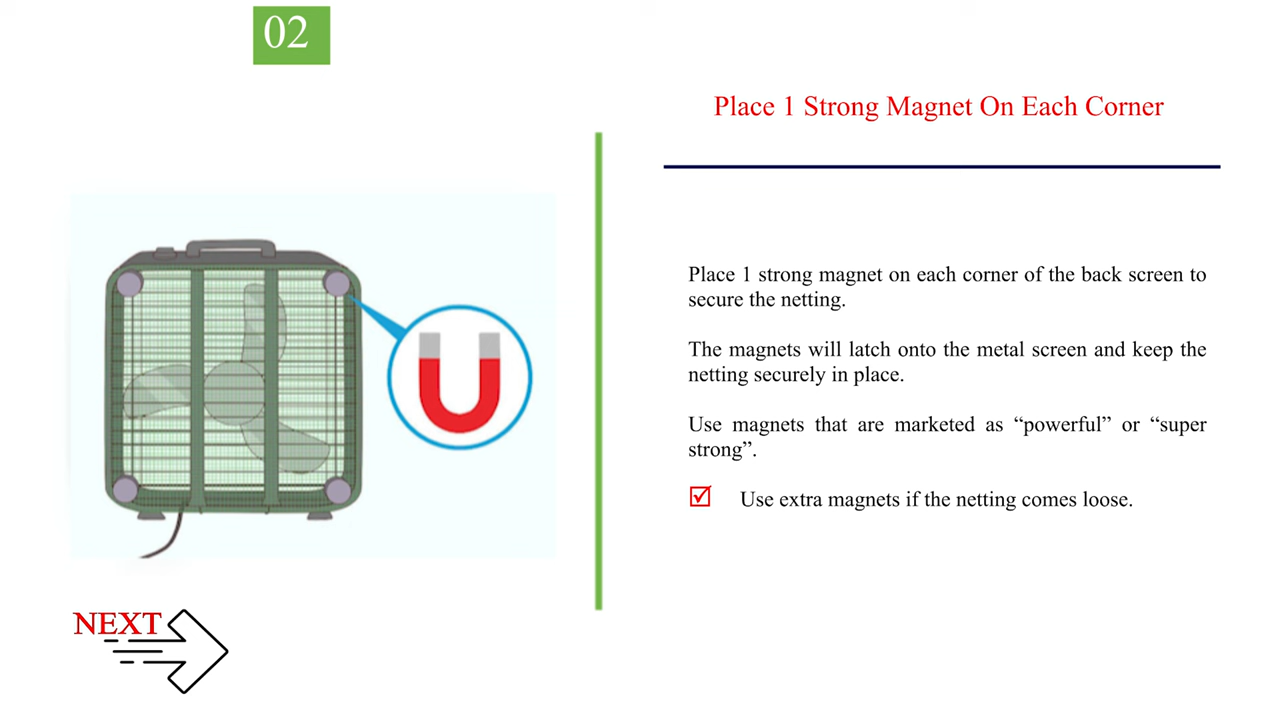 02
Place 1 Strong Magnet On Each Corner
Place 1 strong magnet on each corner of the back screen to
secure the netting.
The magnets will latch onto the metal screen and keep the
netting securely in place.
Use magnets that are marketed as “powerful” or “super
strong”.
Use extra magnets if the netting comes loose.
NEXT